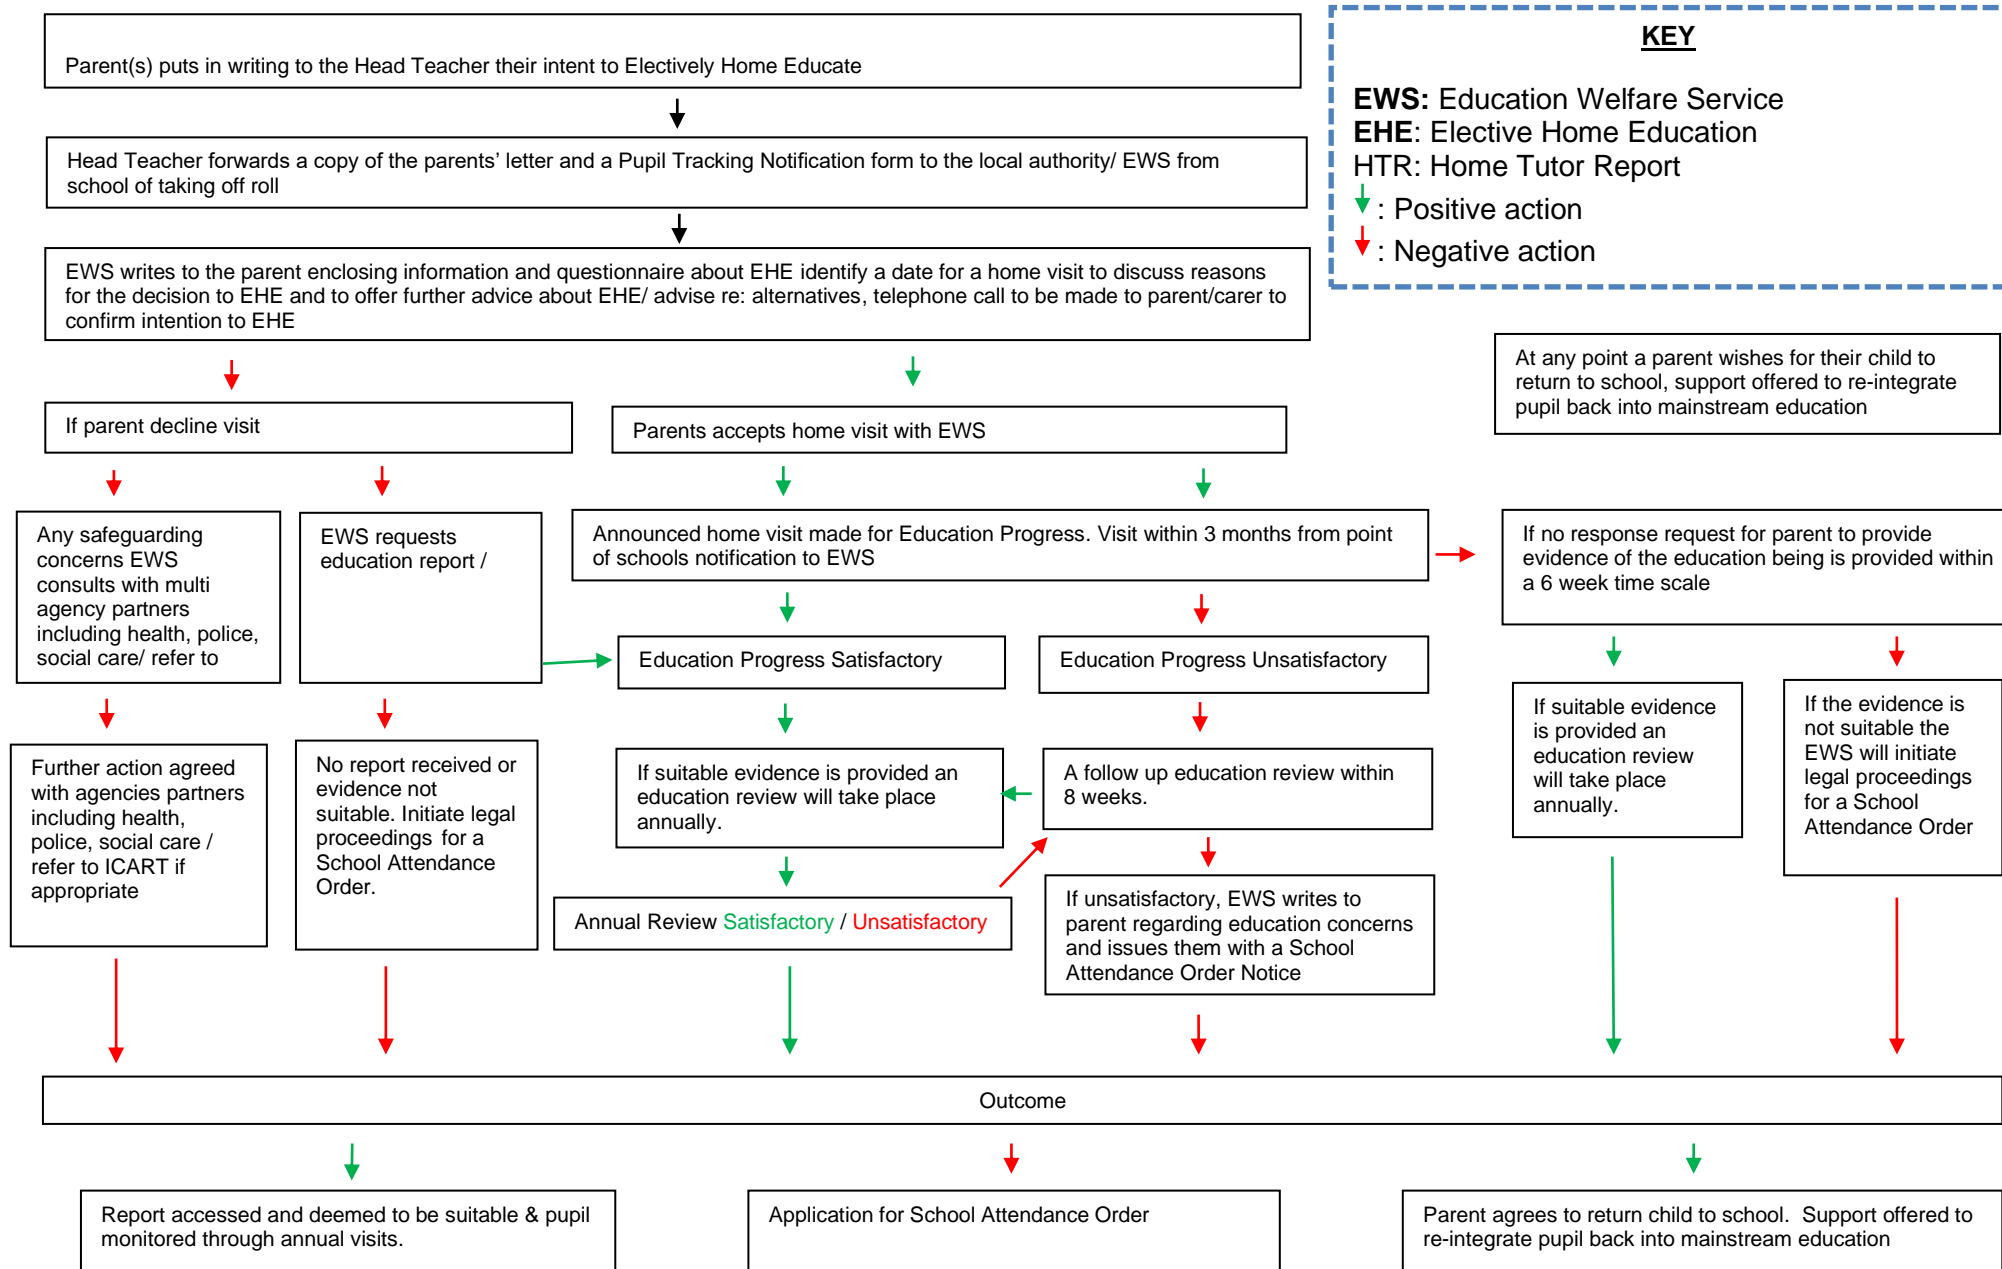 Parent(s) puts in writing to the Head Teacher their intent to Electively Home Educate
KEY
EWS: Education Welfare Service
EHE: Elective Home Education
HTR: Home Tutor Report
: Positive action
: Negative action
Head Teacher forwards a copy of the parents’ letter and a Pupil Tracking Notification form to the local authority/ EWS from
school of taking off roll
EWS writes to the parent enclosing information and questionnaire about EHE identify a date for a home visit to discuss reasons
for the decision to EHE and to offer further advice about EHE/ advise re: alternatives, telephone call to be made to parent/carer to
confirm intention to EHE
At any point a parent wishes for their child to
return to school, support offered to re-integrate
pupil back into mainstream education
If parent decline visit
Parents accepts home visit with EWS
Any safeguarding
concerns EWS
consults with multi
agency partners
including health, police,
social care/ refer to
EWS requests
education report /
Announced home visit made for Education Progress. Visit within 3 months from point
of schools notification to EWS
If no response request for parent to provide
evidence of the education being is provided within
a 6 week time scale
Education Progress Satisfactory
Education Progress Unsatisfactory
Further action agreed
with agencies partners
including health,
police, social care /
refer to ICART if
appropriate
No report received or
evidence not
suitable. Initiate legal
proceedings for a
School Attendance
Order.
If suitable evidence is provided an
education review will take place
annually.
A follow up education review within
8 weeks.
If suitable evidence
is provided an
education review
will take place
annually.
If the evidence is
not suitable the
EWS will initiate
legal proceedings
for a School
Attendance Order
Annual Review Satisfactory / Unsatisfactory
If unsatisfactory, EWS writes to
parent regarding education concerns
and issues them with a School
Attendance Order Notice
Outcome
Report accessed and deemed to be suitable & pupil
monitored through annual visits.
Application for School Attendance Order
Parent agrees to return child to school.  Support offered to
re-integrate pupil back into mainstream education